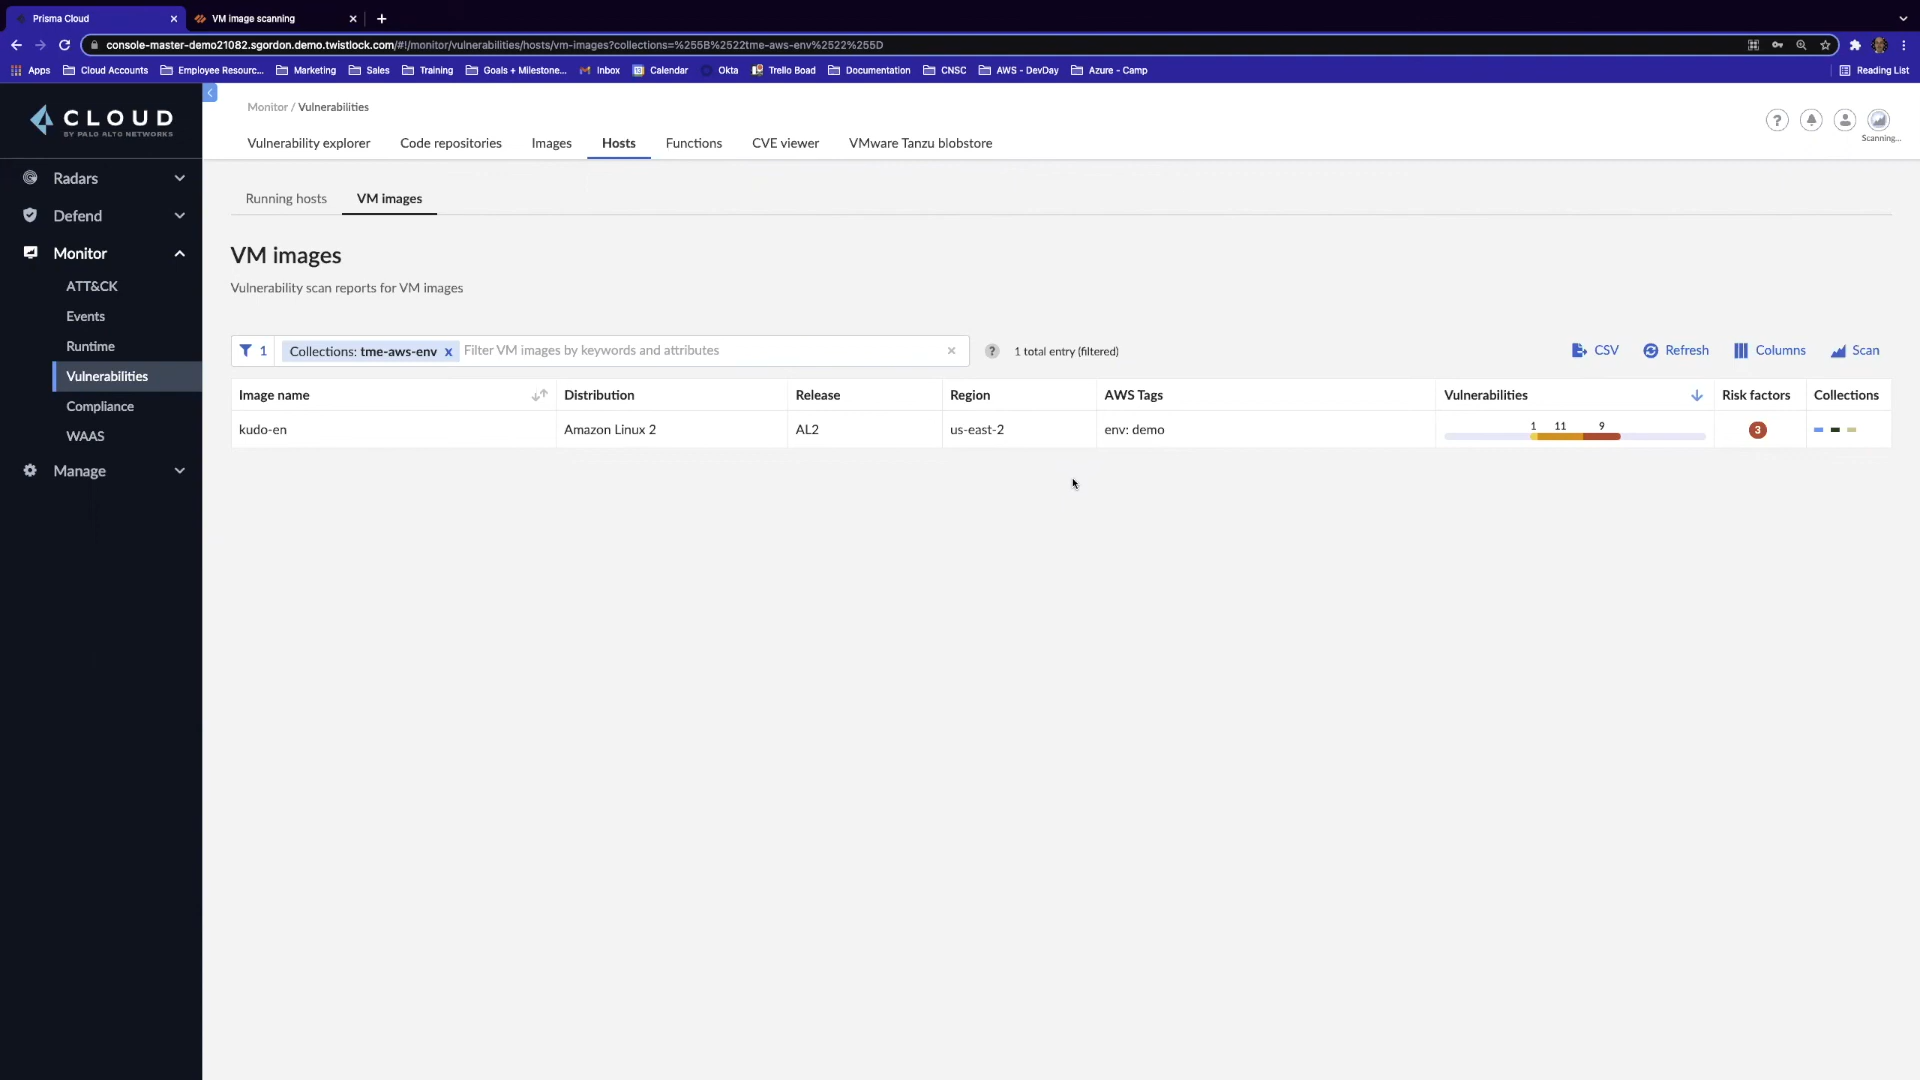 Prisma Cloud
VM image scanning
console-master-demo21082.sgordon.demo.twistlock.com/#!/monitor/vulnerabilities/hosts/vm-images?collections=%255B%2522tme-aws-env%2522%255D
Apps Cloud Accounts Employee Resourc... Marketing Sales Training Goals + Milestone... Inbox Calendar Okta Trello Boad Documentation CNSC AWS - DevDay Azure - Camp Reading List
CLOUD
BY PALO ALTO NETWORKS
Radars
Defend
Monitor
ATT&CK
Events
Runtime
Vulnerabilities
Compliance
WAAS
Manage
Monitor / Vulnerabilities
Scanning...
Vulnerability explorer Code repositories Images Hosts Functions CVE viewer VMware Tanzu blobstore
Running hosts VM images
VM images
Vulnerability scan reports for VM images
1 Collections: tme-aws-env x Filter VM images by keywords and attributes × ? 1 total entry (filtered) CSV Refresh Columns Scan
Image name Distribution Release Region AWS Tags Vulnerabilities Risk factors Collections
kudo-en Amazon Linux 2 AL2 us-east-2 env: demo 1 11 9 3